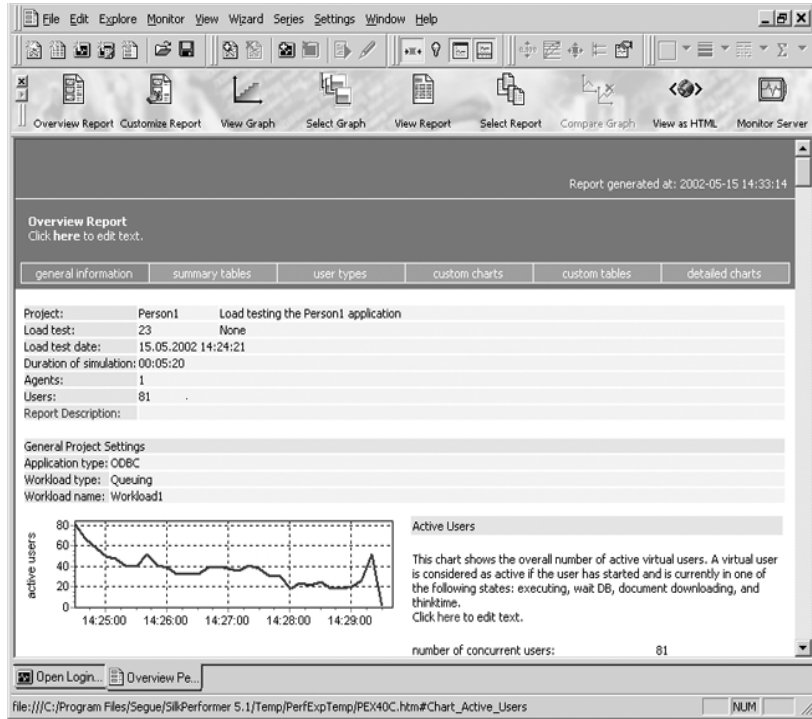 File Edit Explore Monitor View Wizard Series Settings Window Help
Overview Report Customize Report View Graph Select Graph View Report Select Report Compare Graph View as HTML Monitor Server
Report generated at: 2002-05-15 14:33:14
Overview Report
Click here to edit text.
general information summary tables user types custom charts custom tables detailed charts
Project: Person1 Load testing the Person1 application
Load test: 23 None
Load test date: 15.05.2002 14:24:21
Duration of simulation: 00:05:20
Agents: 1
Users: 81
Report Description:
General Project Settings
Application type: ODBC
Workload type: Queuing
Workload name: Workload1
active users
80
60
40
20
0
14:25:00 14:26:00 14:27:00 14:28:00 14:29:00
Active Users
This chart shows the overall number of active virtual users. A virtual user
is considered as active if the user has started and is currently in one of
the following states: executing, wait DB, document downloading, and
thinktime.
Click here to edit text.
number of concurrent users: 81
Open Login... Overview Pe...
file:///C:/Program Files/Segue/SilkPerformer 5.1/Temp/PerfExpTemp/PEX40C.htm#Chart_Active_Users NUM